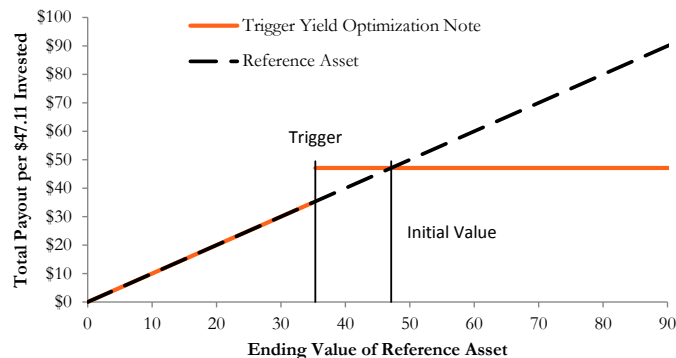 Total Payout per $47.11 Invested
$100
$90
$80
$70
$60
$50
$40
$30
$20
$10
$0
Trigger Yield Optimization Note
Reference Asset
Trigger
Initial Value
0 10 20 30 40 50 60 70 80 90
Ending Value of Reference Asset